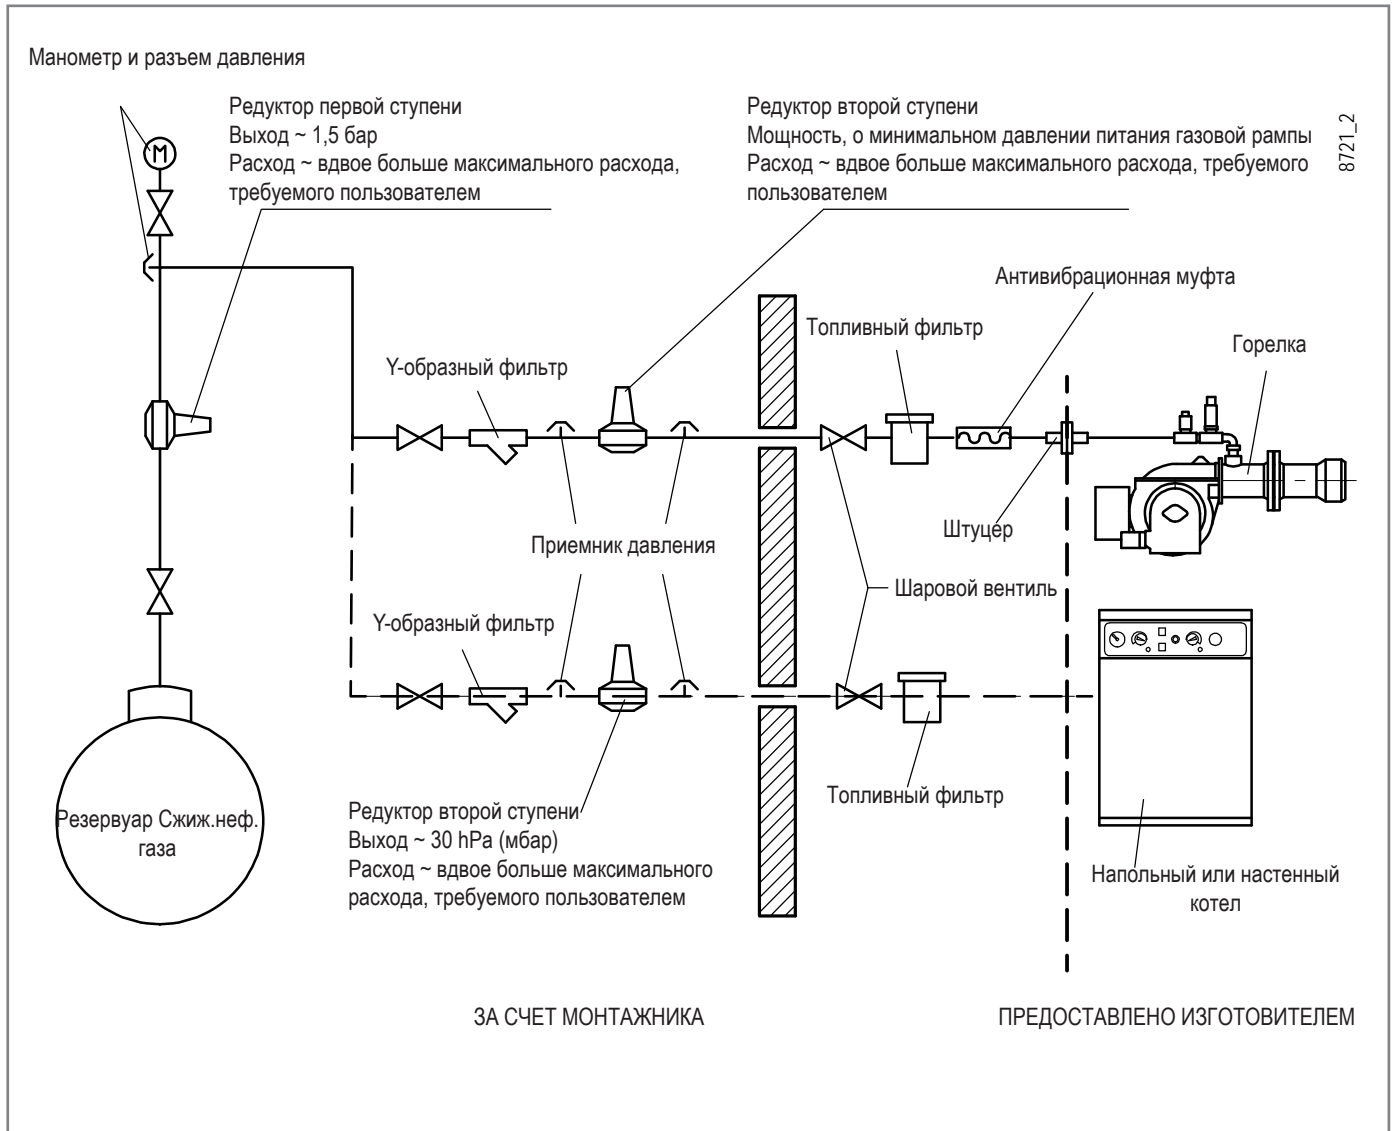 Манометр и разъем давления
Редуктор первой ступени
Выход ~ 1,5 бар
Расход ~ вдвое больше максимального расхода,
требуемого пользователем
Редуктор второй ступени
Мощность, о минимальном давлении питания газовой рампы
Расход ~ вдвое больше максимального расхода, требуемого
пользователем
8721_2
M
Антивибрационная муфта
Топливный фильтр
Горелка
Y-образный фильтр
Штуцер
Приемник давления
Шаровой вентиль
Y-образный фильтр
Топливный фильтр
Резервуар Сжиж.неф.
газа
Редуктор второй ступени
Выход ~ 30 hPa (мбар)
Расход ~ вдвое больше максимального
расхода, требуемого пользователем
Напольный или настенный
котел
ЗА СЧЕТ МОНТАЖНИКА
ПРЕДОСТАВЛЕНО ИЗГОТОВИТЕЛЕМ